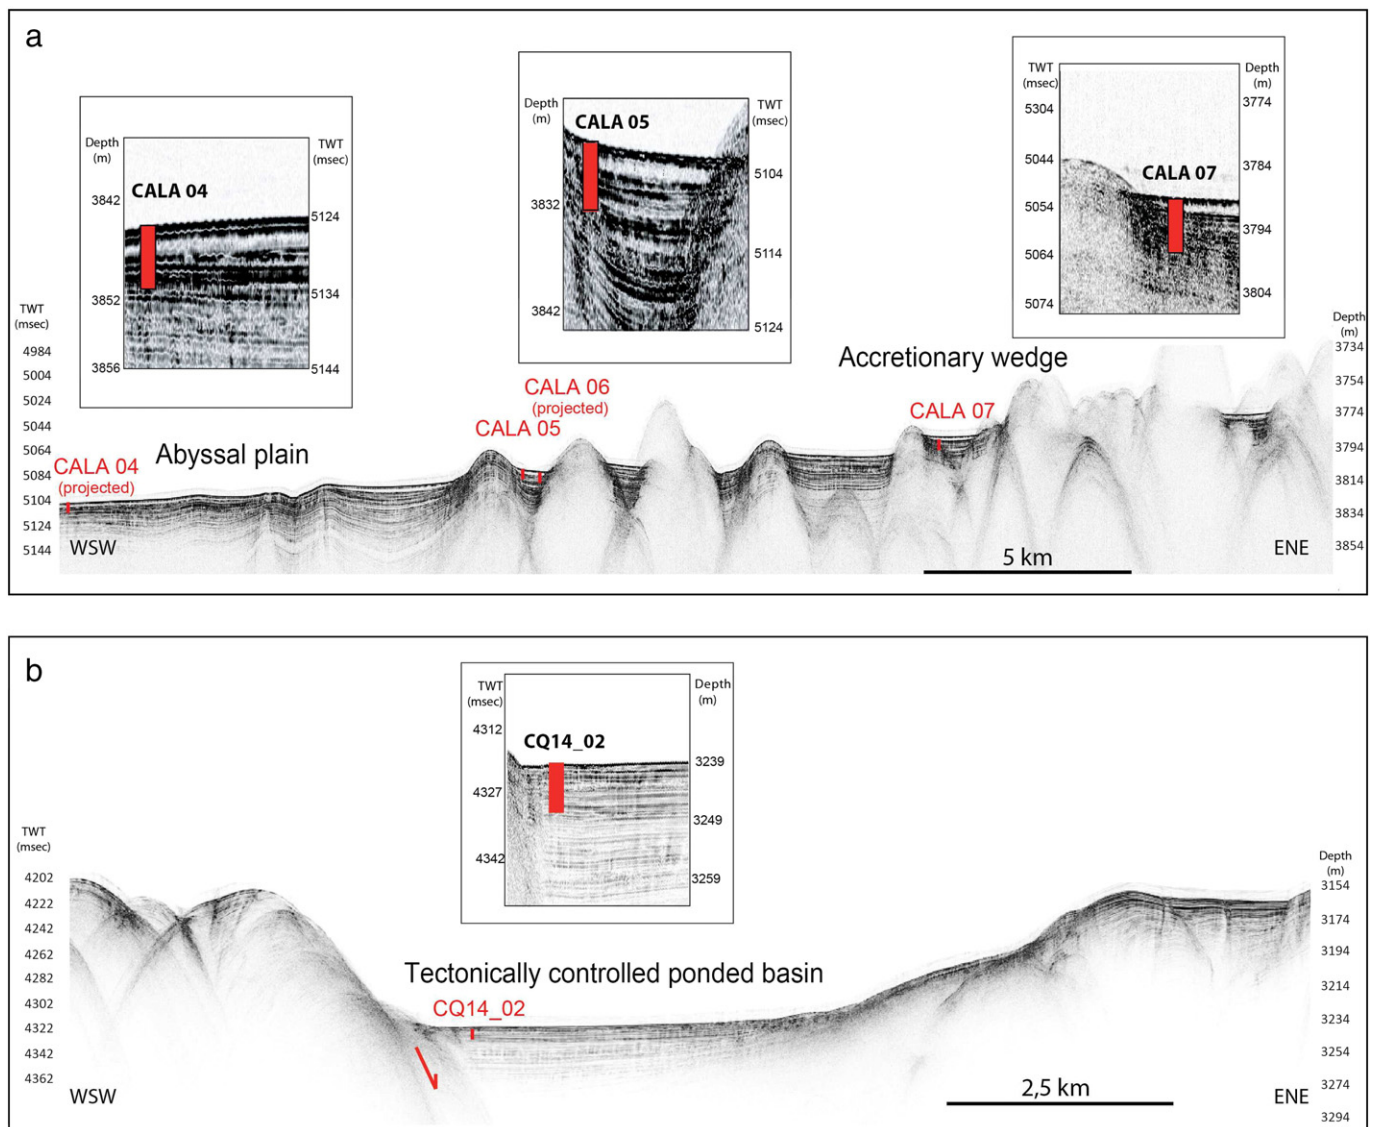 a
Depth
(m)
TWT
(msec)
CALA 04
3842
3852
3856
5124
5134
5144
Depth
(m)
TWT
(msec)
CALA 05
3832
3842
5104
5114
5124
TWT
(msec)
Depth
(m)
CALA 07
5304
5044
5054
5064
5074
3774
3784
3794
3804
TWT
(msec)
4984
5004
5024
5044
5064
5084
5104
5124
5144
Depth
(m)
3734
3754
3774
3794
3814
3834
3854
Accretionary wedge
Abyssal plain
CALA 04
(projected)
CALA 06
(projected)
CALA 05
CALA 07
WSW
5 km
ENE
b
TWT
(msec)
Depth
(m)
CQ14_02
4312
4327
4342
3239
3249
3259
TWT
(msec)
4202
4222
4242
4262
4282
4302
4322
4342
4362
Depth
(m)
3154
3174
3194
3214
3234
3254
3274
3294
Tectonically controlled ponded basin
CQ14_02
WSW
2,5 km
ENE